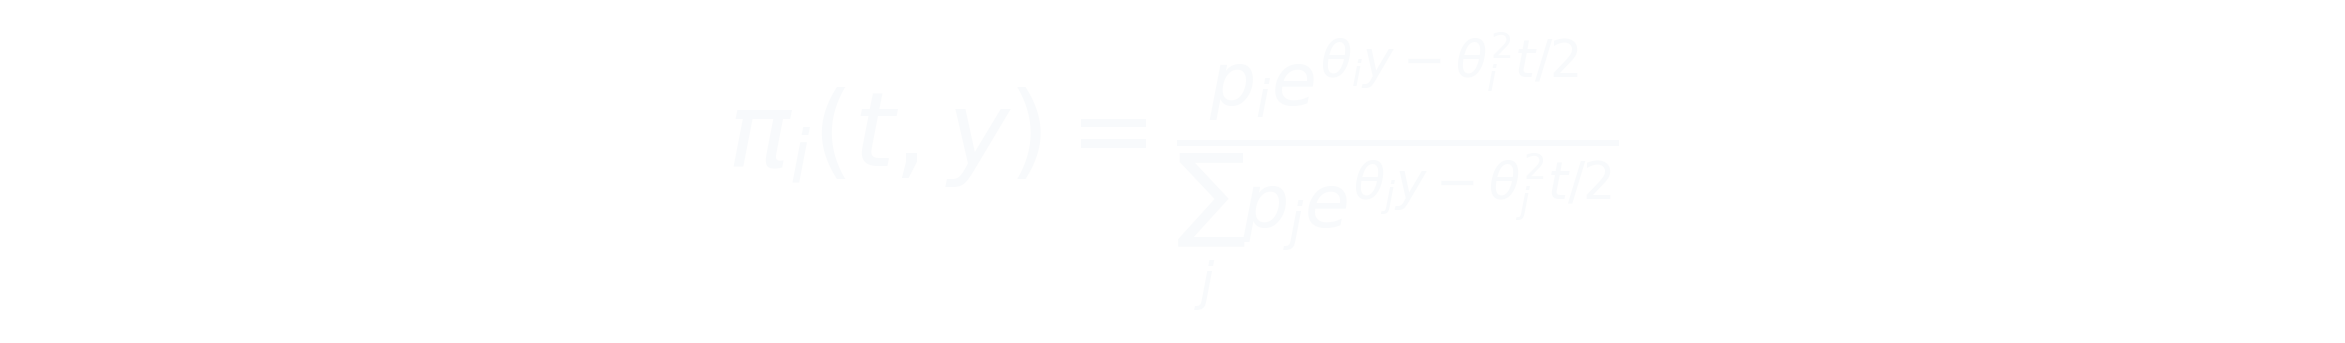 π_i(t, y) = \frac{p_i e^{θ_i y − θ_i^2 t/2}}{\sum_j p_j e^{θ_j y − θ_j^2 t/2}}